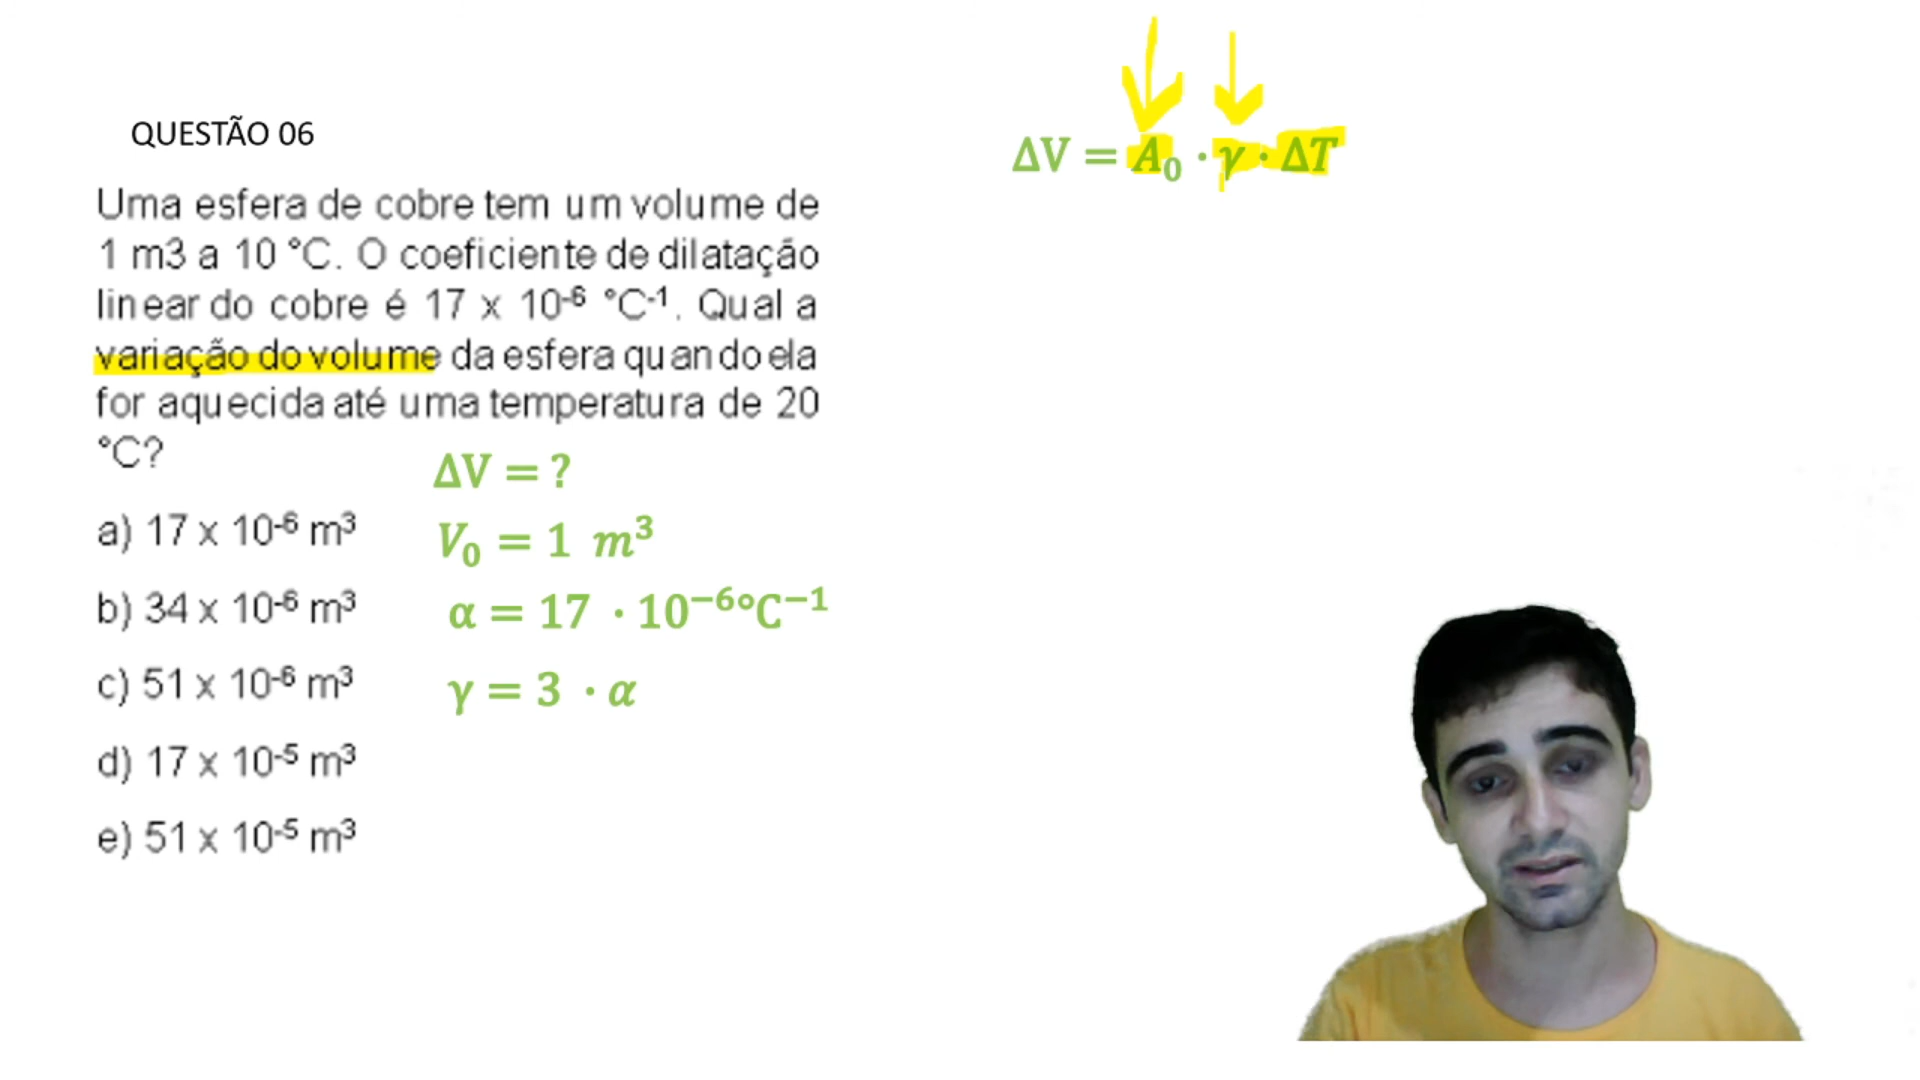 QUESTÃO 06
Uma esfera de cobre tem um volume de
1 m3 a 10 °C. O coeficiente de dilatação
linear do cobre é 17 x 10⁻⁶ °C⁻¹. Qual a
variação do volume da esfera quando ela
for aquecida até uma temperatura de 20
°C?
a) 17 x 10⁻⁶ m³
b) 34 x 10⁻⁶ m³
c) 51 x 10⁻⁶ m³
d) 17 x 10⁻⁵ m³
e) 51 x 10⁻⁵ m³
ΔV = ?
V₀ = 1 m³
α = 17 · 10⁻⁶°C⁻¹
γ = 3 · α
ΔV = A₀ · γ · ΔT